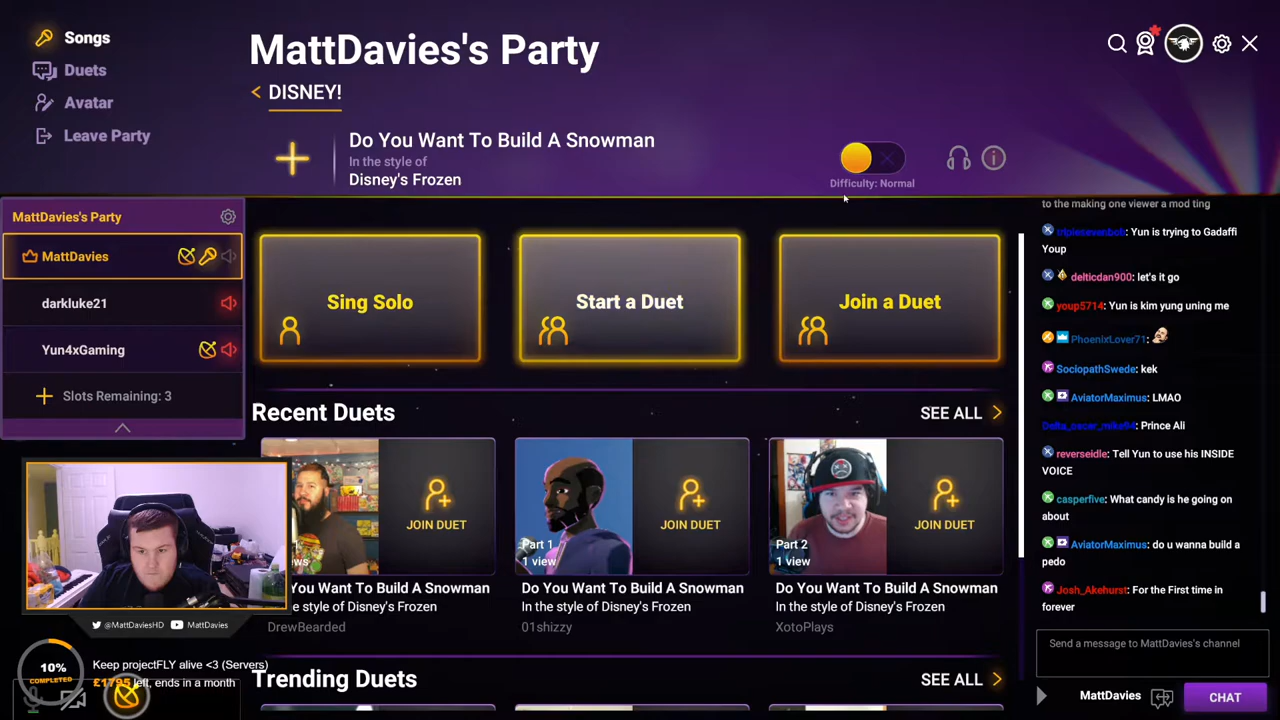 Songs
Duets
Avatar
Leave Party
MattDavies's Party
< DISNEY!
Do You Want To Build A Snowman
In the style of
Disney's Frozen
Difficulty: Normal
MattDavies's Party
MattDavies
darkluke21
Yun4xGaming
Slots Remaining: 3
Sing Solo
Start a Duet
Join a Duet
Recent Duets
SEE ALL >
JOIN DUET
Part 1
1 view
JOIN DUET
Part 2
1 view
JOIN DUET
You Want To Build A Snowman
style of Disney's Frozen
DrewBearded
Do You Want To Build A Snowman
In the style of Disney's Frozen
01shizzy
Do You Want To Build A Snowman
In the style of Disney's Frozen
XotoPlays
Trending Duets
SEE ALL >
@MattDaviesHD
MattDavies
10%
COMPLETED
Keep projectFLY alive <3 (Servers)
£1795 left, ends in a month
to the making one viewer a mod ting
triplesevenbob: Yun is trying to Gadaffi
Youp
delticdan900: let's it go
youp5714: Yun is kim yung uning me
PhoenixLover71:
SociopathSwede: kek
AviatorMaximus: LMAO
Delta_oscar_mike94: Prince Ali
reverseidle: Tell Yun to use his INSIDE
VOICE
casperfive: What candy is he going on
about
AviatorMaximus: do u wanna build a
pedo
Josh_Akehurst: For the First time in
forever
Send a message to MattDavies's channel
MattDavies
CHAT